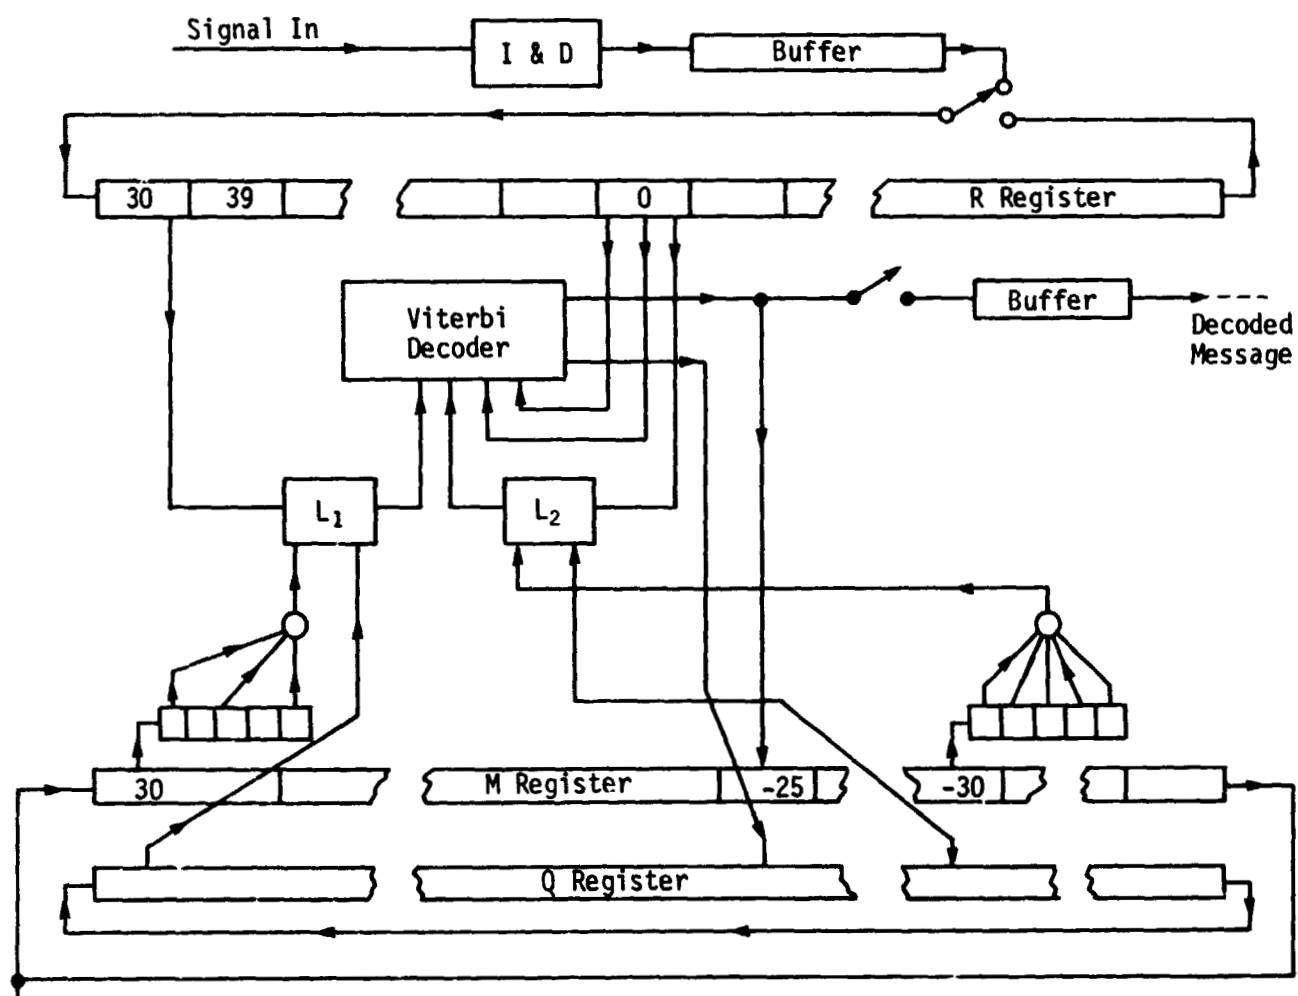 Signal In
I & D
Buffer
30 39 0 R Register
Viterbi
Decoder
Buffer
Decoded
Message
L1
L2
30 M Register -25 -30
Q Register